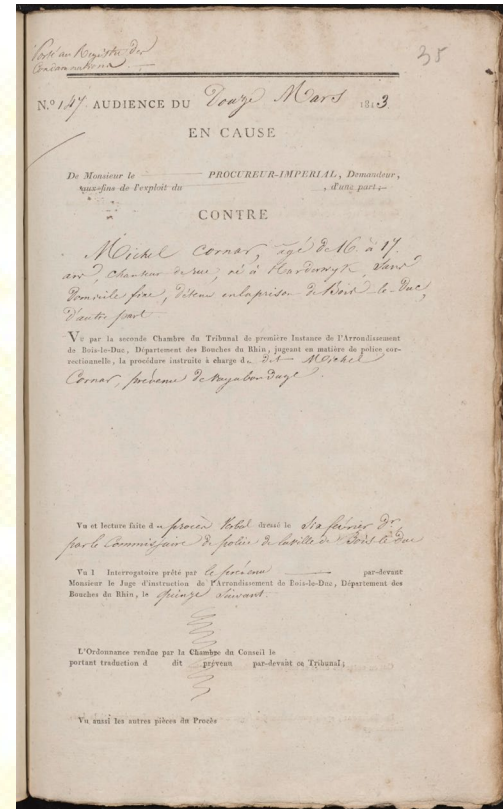 Porté au Registre des
Condamnations
35
N.º 147 AUDIENCE DU Douze Mars 1813.
EN CAUSE
De Monsieur le PROCUREUR-IMPERIAL, Demandeur,
aux-fins de l'exploit du , d'une part;
CONTRE
Michel Cornar, agé de 16 à 17
ans, chanteur de rue, né à Harderwyk, sans
domicile fixe, détenu en la prison de Bois-le-Duc,
d'autre part
Vu par la seconde Chambre du Tribunal de première Instance de l'Arrondissement
de Bois-le-Duc, Département des Bouches du Rhin, jugeant en matière de police cor-
rectionnelle, la procédure instruite à charge du dit Michel
Cornar, prévenu de Vagabondage
Vu et lecture faite du procès Verbal dressé le six février dr
par le Commissaire de police de la ville de Bois-le-Duc
Vu l Interrogatoire prêté par le prévenu par-devant
Monsieur le Juge d'instruction de l'Arrondissement de Bois-le-Duc, Département des
Bouches du Rhin, le quinze suivant
L'Ordonnance rendue par la Chambre du Conseil le
portant traduction d dit prévenu par-devant ce Tribunal;
Vu aussi les autres pièces du Procès